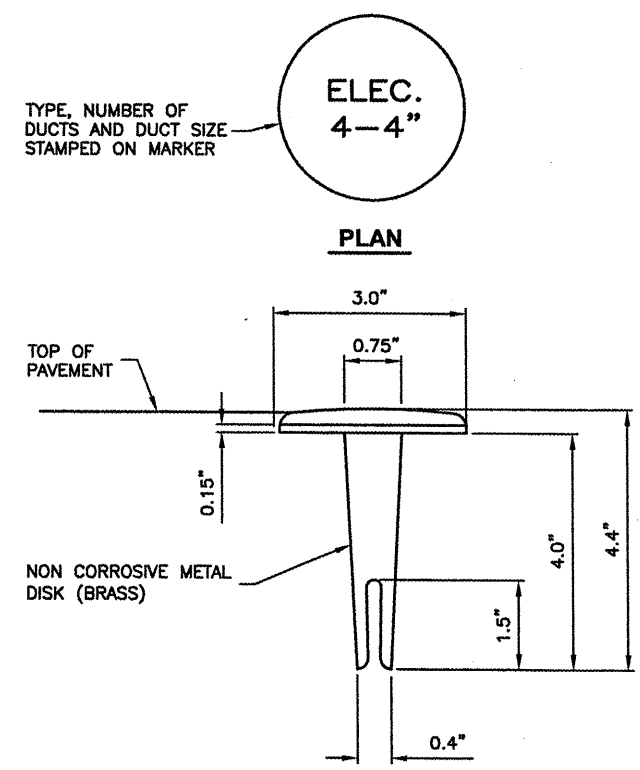 ELEC.
4-4"
TYPE, NUMBER OF
DUCTS AND DUCT SIZE
STAMPED ON MARKER
PLAN
3.0"
0.75"
TOP OF
PAVEMENT
0.15"
4.0"
4.4"
NON CORROSIVE METAL
DISK (BRASS)
1.5"
0.4"